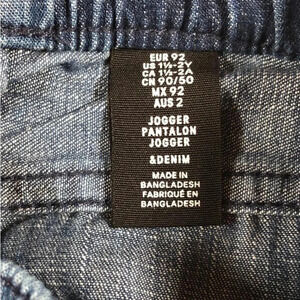 EUR 92
US 1½-2Y
CA 1½-2A
CN 90/50
MX 92
AUS 2
JOGGER
PANTALON
JOGGER
&DENIM
MADE IN
BANGLADESH
FABRIQUÉ EN
BANGLADESH